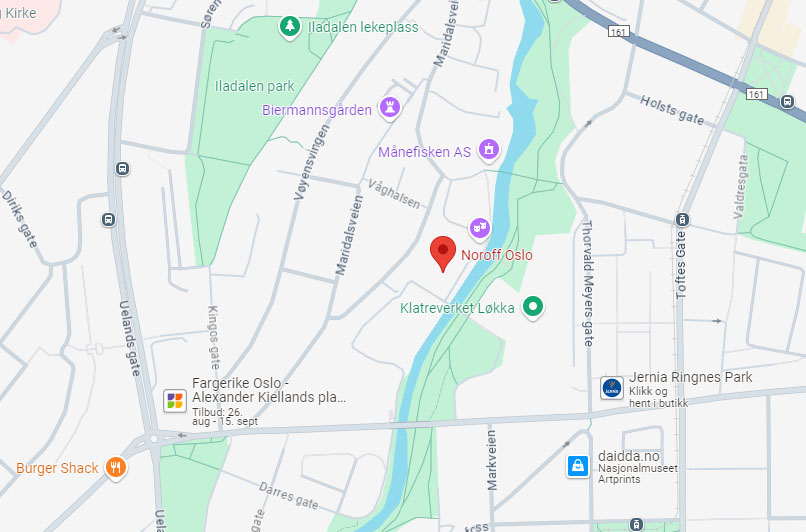 Kirke
Søren
Iladalen lekeplass
Maridalsveien
161
Iladalen park
Biermannsgården
161
Holsts gate
Vøyensvingen
Månefisken AS
Våghalsen
Valdresgata
Diriks gate
Maridalsveien
Noroff Oslo
Thorvald Meyers gate
Toftes Gate
Uelands gate
Kingos gate
Klatreverket Løkka
Fargerike Oslo -
Alexander Kiellands pla...
Tilbud: 26.
aug - 15. sept
Jernia Ringnes Park
Klikk og
hent i butikk
Burger Shack
Markveien
daidda.no
Nasjonalmuseet
Artprints
Darres gate